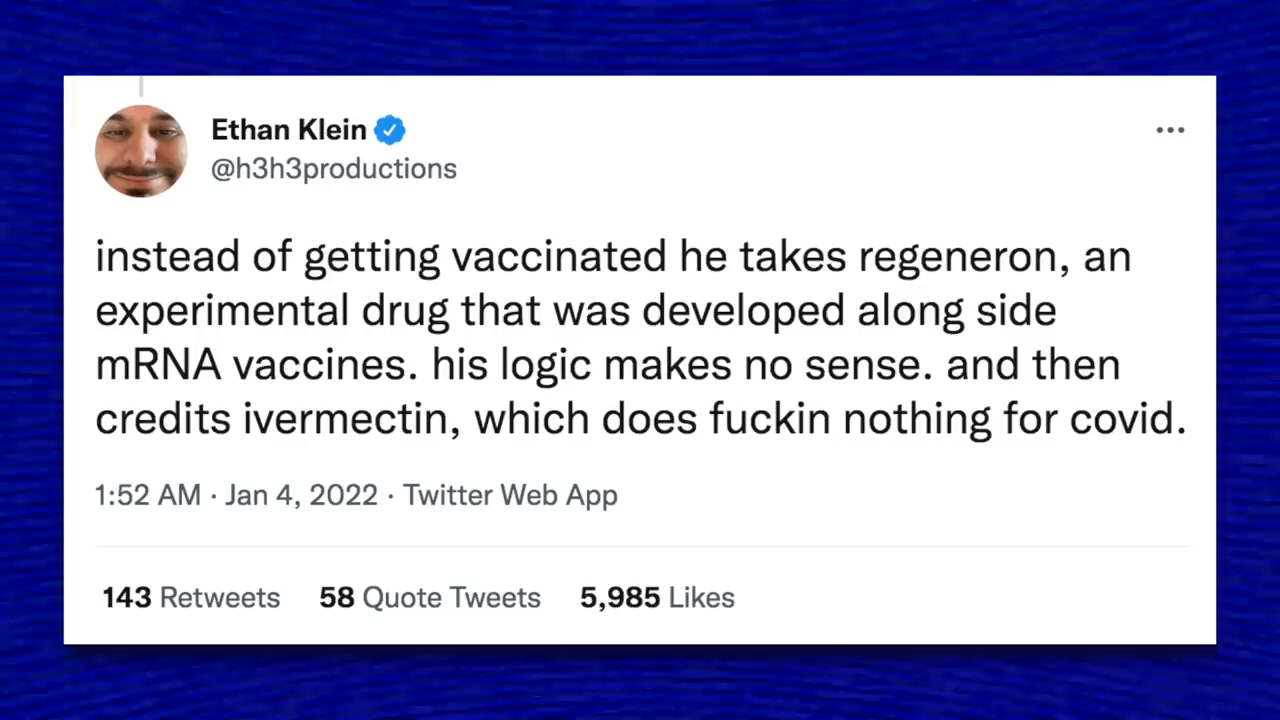 Ethan Klein
@h3h3productions
instead of getting vaccinated he takes regeneron, an
experimental drug that was developed along side
mRNA vaccines. his logic makes no sense. and then
credits ivermectin, which does fuckin nothing for covid.
1:52 AM · Jan 4, 2022 · Twitter Web App
143 Retweets 58 Quote Tweets 5,985 Likes